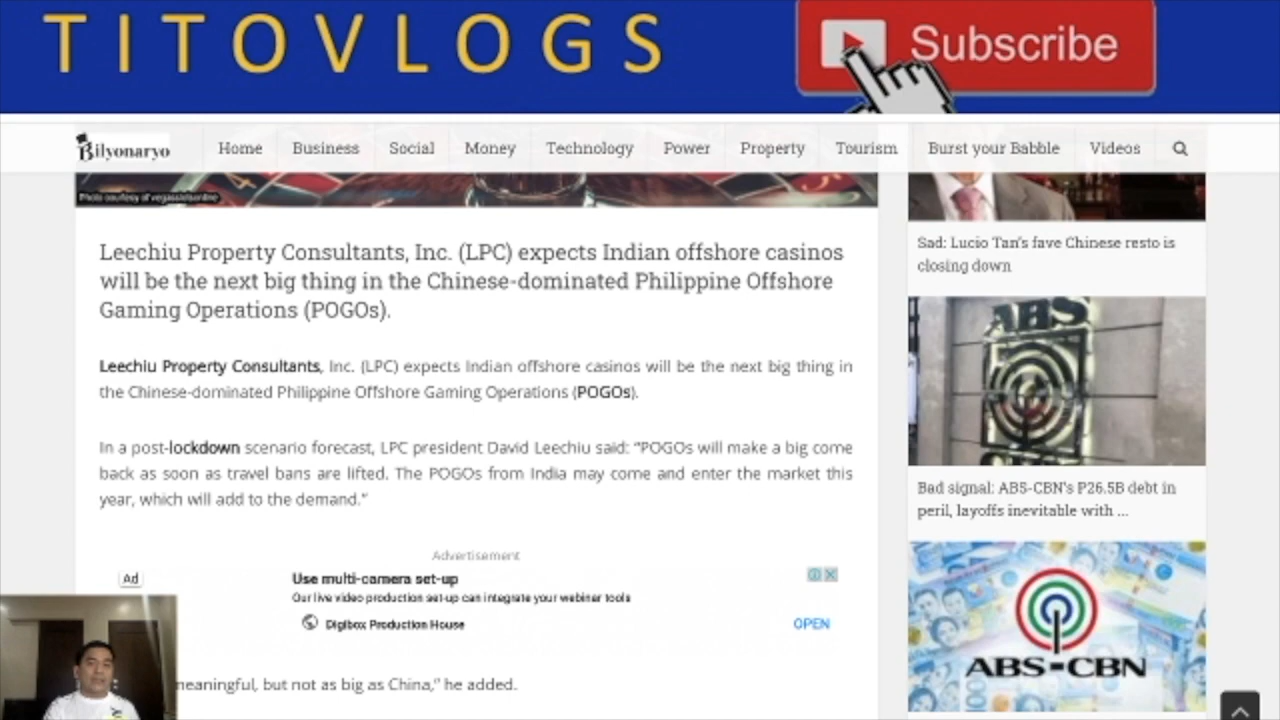 TITOVLOGS
Subscribe
Bilyonaryo
Home
Business
Social
Money
Technology
Power
Property
Tourism
Burst your Babble
Videos
Photo courtesy of vegasslotsonline
Leechiu Property Consultants, Inc. (LPC) expects Indian offshore casinos
will be the next big thing in the Chinese-dominated Philippine Offshore
Gaming Operations (POGOs).
Leechiu Property Consultants, Inc. (LPC) expects Indian offshore casinos will be the next big thing in
the Chinese-dominated Philippine Offshore Gaming Operations (POGOs).
In a post-lockdown scenario forecast, LPC president David Leechiu said: “”POGOs will make a big come
back as soon as travel bans are lifted. The POGOs from India may come and enter the market this
year, which will add to the demand.”
Advertisement
Ad
Use multi-camera set-up
Our live video production set-up can integrate your webinar tools
Digibox Production House
OPEN
meaningful, but not as big as China,” he added.
Sad: Lucio Tan's fave Chinese resto is
closing down
ABS
Bad signal: ABS-CBN's P26.5B debt in
peril, layoffs inevitable with ...
ABS-CBN